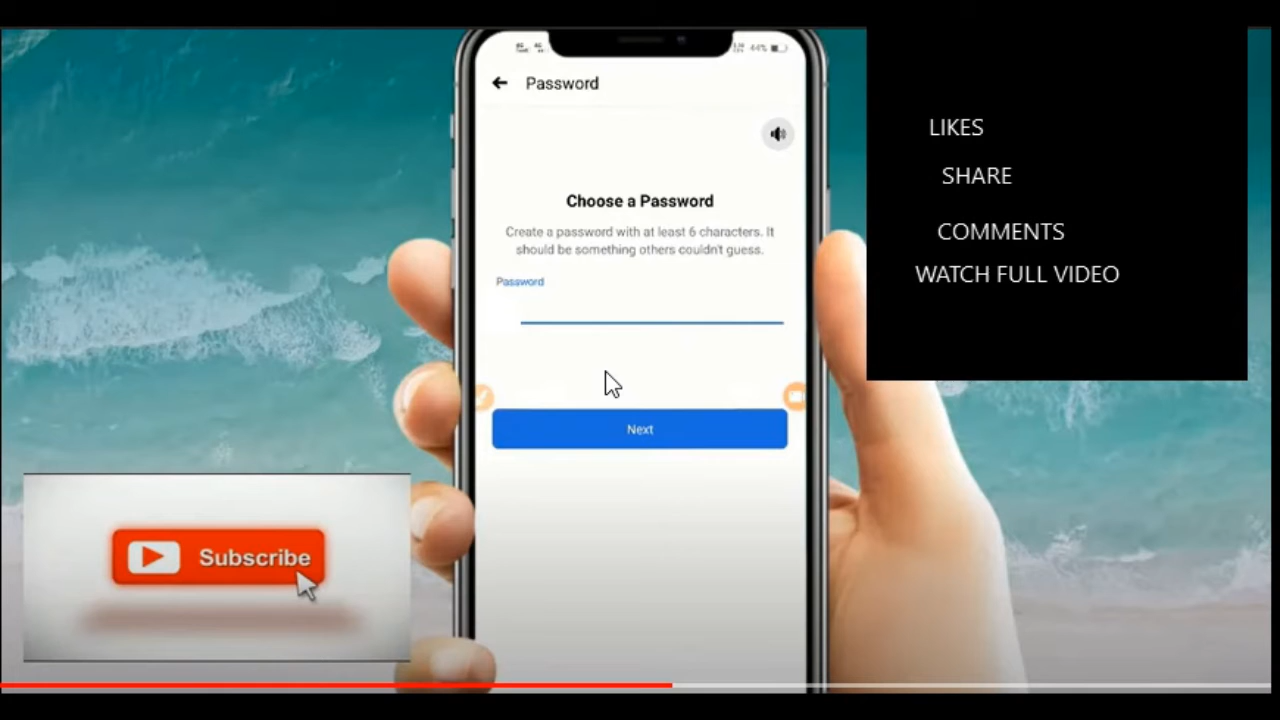 44%
Password
Choose a Password
Create a password with at least 6 characters. It
should be something others couldn't guess.
Password
Next
LIKES
SHARE
COMMENTS
WATCH FULL VIDEO
Subscribe